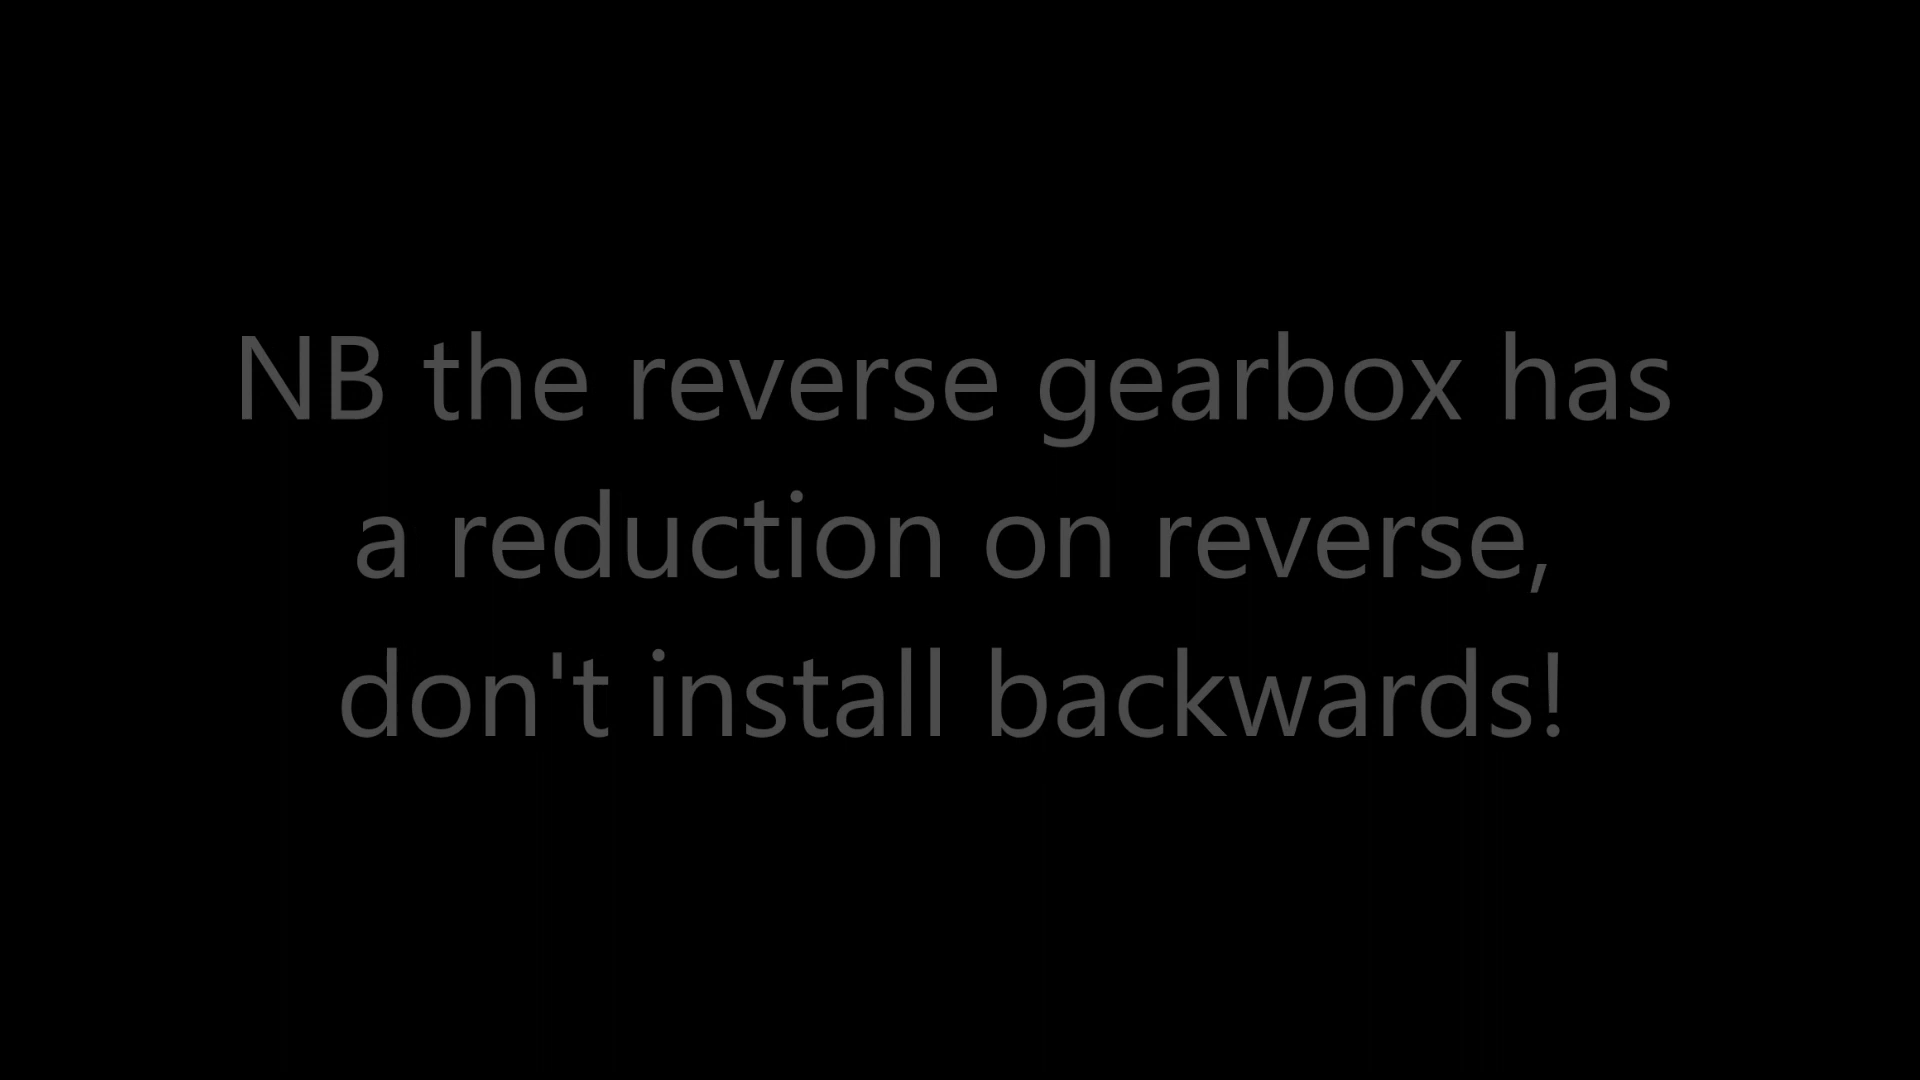 NB the reverse gearbox has
a reduction on reverse,
don't install backwards!